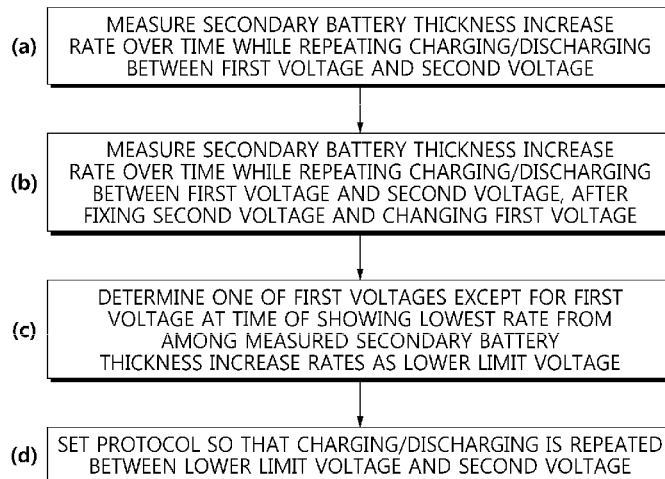 (a)
MEASURE SECONDARY BATTERY THICKNESS INCREASE
RATE OVER TIME WHILE REPEATING CHARGING/DISCHARGING
BETWEEN FIRST VOLTAGE AND SECOND VOLTAGE
(b)
MEASURE SECONDARY BATTERY THICKNESS INCREASE
RATE OVER TIME WHILE REPEATING CHARGING/DISCHARGING
BETWEEN FIRST VOLTAGE AND SECOND VOLTAGE, AFTER
FIXING SECOND VOLTAGE AND CHANGING FIRST VOLTAGE
(c)
DETERMINE ONE OF FIRST VOLTAGES EXCEPT FOR FIRST
VOLTAGE AT TIME OF SHOWING LOWEST RATE FROM
AMONG MEASURED SECONDARY BATTERY
THICKNESS INCREASE RATES AS LOWER LIMIT VOLTAGE
(d)
SET PROTOCOL SO THAT CHARGING/DISCHARGING IS REPEATED
BETWEEN LOWER LIMIT VOLTAGE AND SECOND VOLTAGE